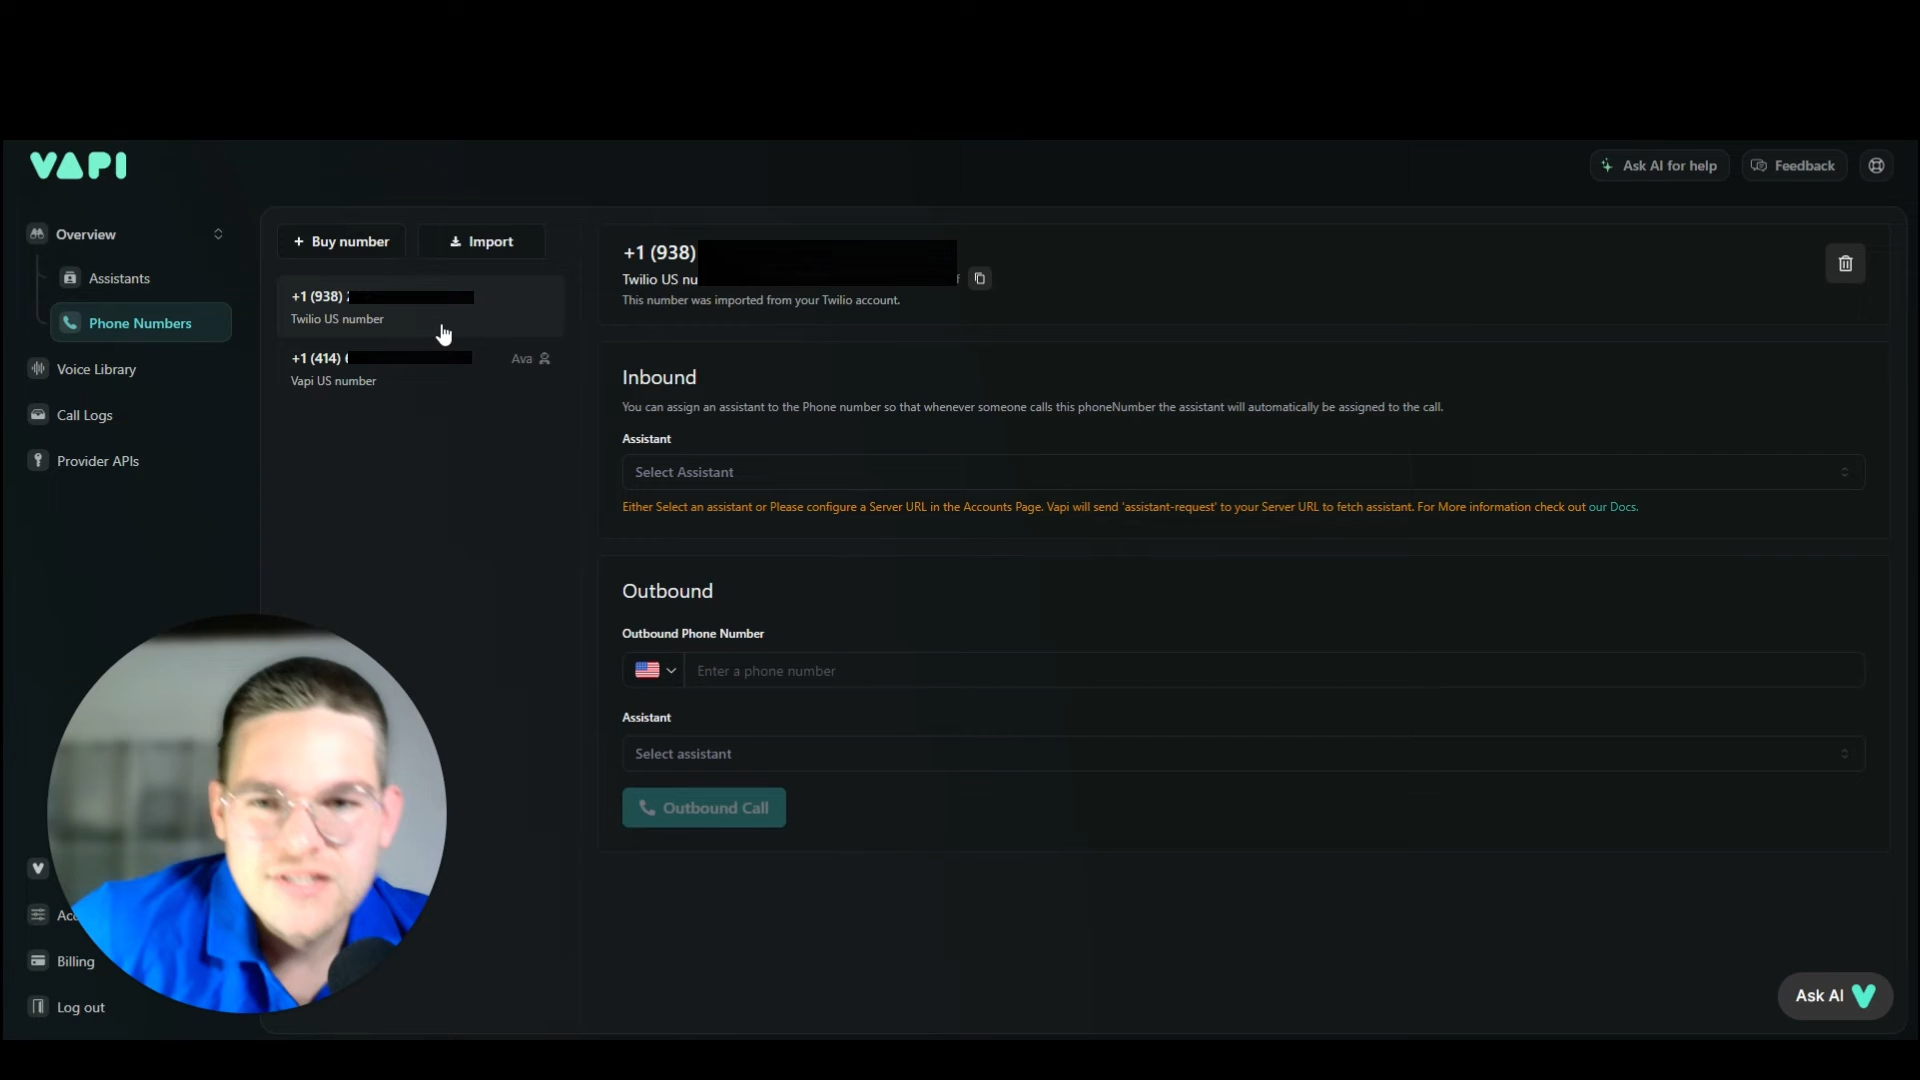 VAPI
Ask AI for help
Feedback
Overview
Assistants
Phone Numbers
Voice Library
Call Logs
Provider APIs
Billing
Log out
+ Buy number
Import
+1 (938)
Twilio US number
+1 (414)
Ava
Vapi US number
+1 (938)
Twilio US nu
This number was imported from your Twilio account.
Inbound
You can assign an assistant to the Phone number so that whenever someone calls this phoneNumber the assistant will automatically be assigned to the call.
Assistant
Select Assistant
Either Select an assistant or Please configure a Server URL in the Accounts Page. Vapi will send 'assistant-request' to your Server URL to fetch assistant. For More information check out our Docs.
Outbound
Outbound Phone Number
Enter a phone number
Assistant
Select assistant
Outbound Call
Ask AI